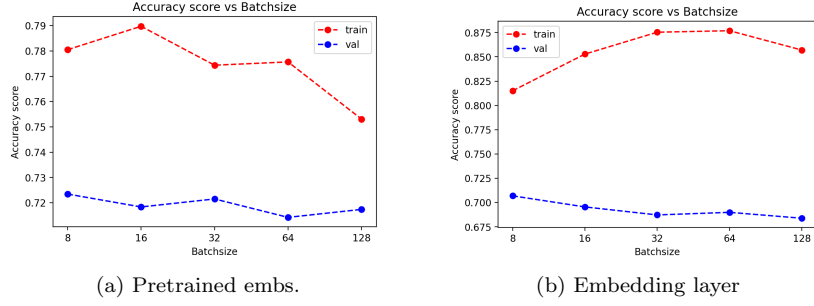 Accuracy score vs Batchsize
0.79
0.78
0.77
0.76
0.75
0.74
0.73
0.72
Accuracy score
train
val
8 16 32 64 128
Batchsize
(a) Pretrained embs.
Accuracy score vs Batchsize
0.875
0.850
0.825
0.800
0.775
0.750
0.725
0.700
0.675
Accuracy score
train
val
8 16 32 64 128
Batchsize
(b) Embedding layer